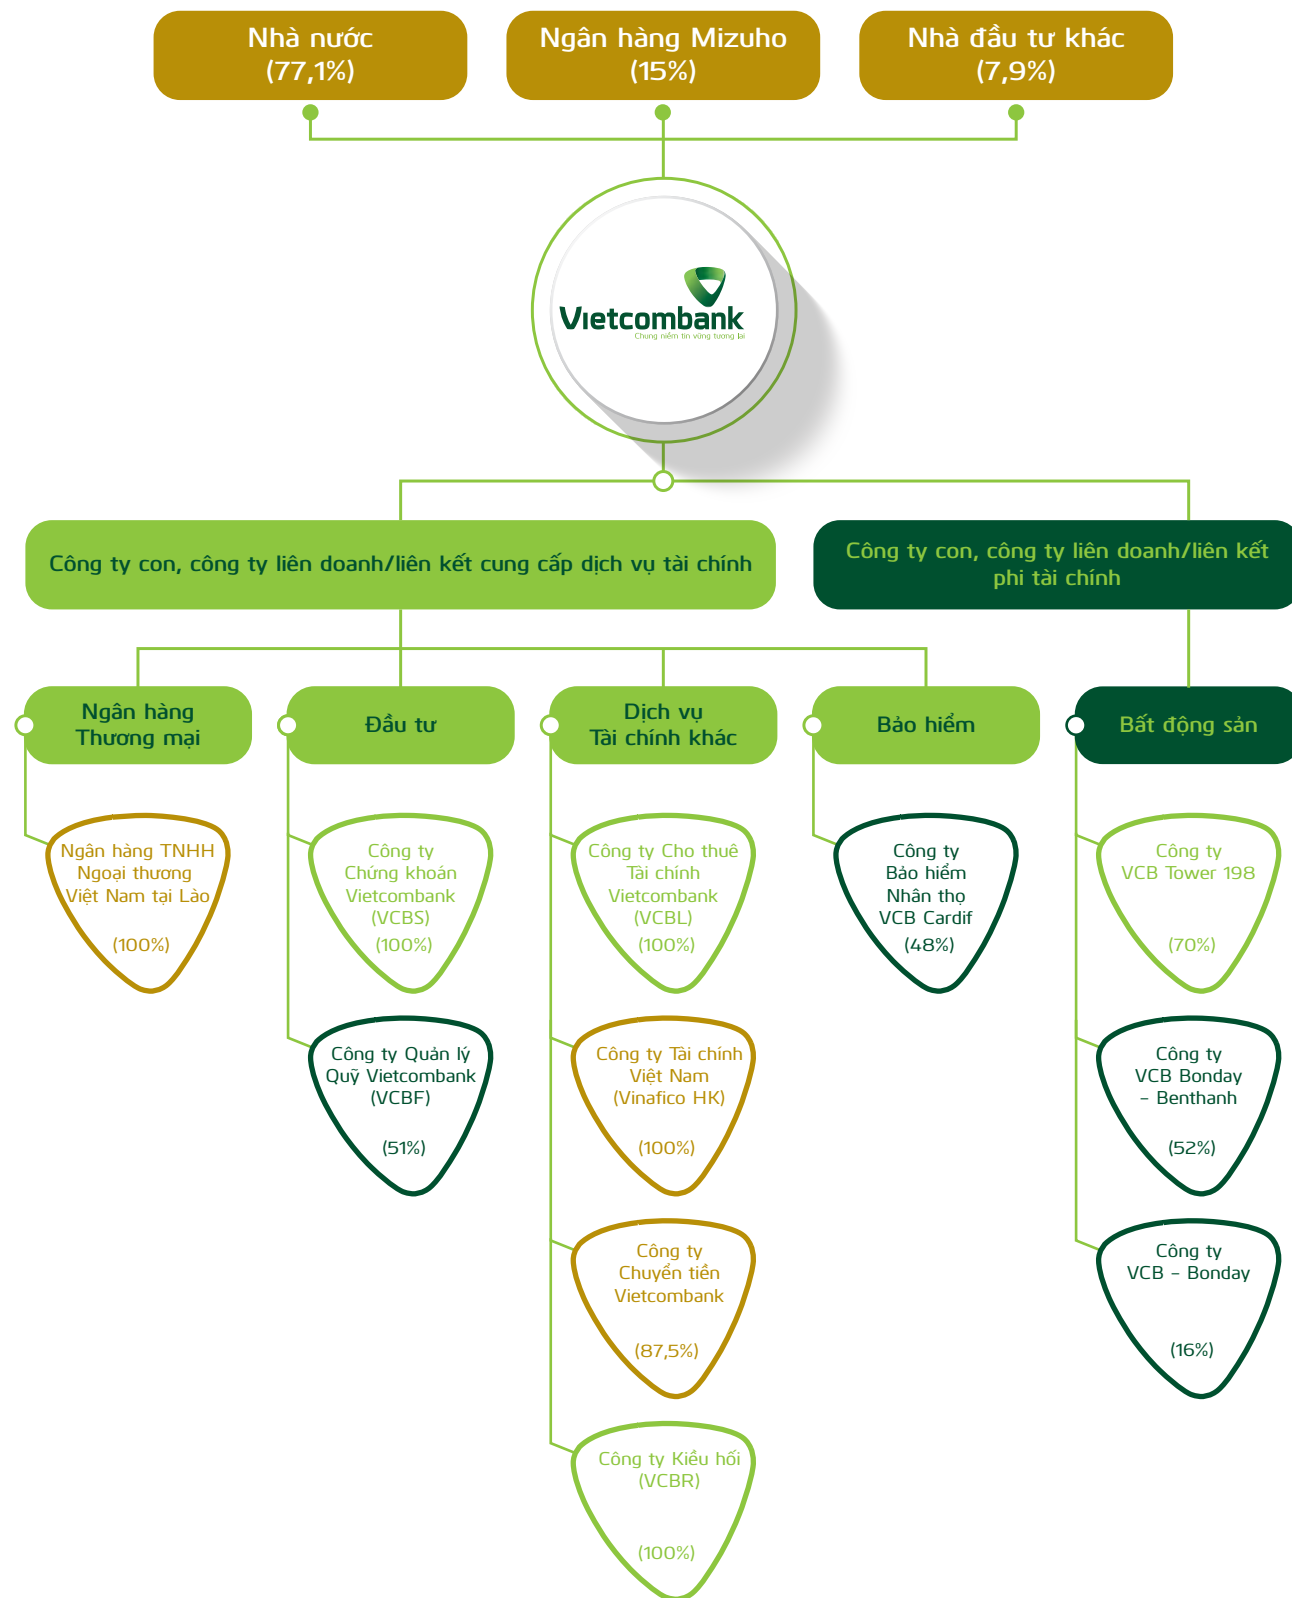 Nhà nước
(77,1%)
Ngân hàng Mizuho
(15%)
Nhà đầu tư khác
(7,9%)
Vietcombank
Chung niềm tin vững tương lai
Công ty con, công ty liên doanh/liên kết cung cấp dịch vụ tài chính
Công ty con, công ty liên doanh/liên kết
phi tài chính
Ngân hàng
Thương mại
Đầu tư
Dịch vụ
Tài chính khác
Bảo hiểm
Bất động sản
Ngân hàng TNHH
Ngoại thương
Việt Nam tại Lào
(100%)
Công ty
Chứng khoán
Vietcombank
(VCBS)
(100%)
Công ty Cho thuê
Tài chính
Vietcombank
(VCBL)
(100%)
Công ty
Bảo hiểm
Nhân thọ
VCB Cardif
(48%)
Công ty
VCB Tower 198
(70%)
Công ty Quản lý
Quỹ Vietcombank
(VCBF)
(51%)
Công ty Tài chính
Việt Nam
(Vinafico HK)
(100%)
Công ty
VCB Bonday
– Benthanh
(52%)
Công ty
Chuyển tiền
Vietcombank
(87,5%)
Công ty
VCB – Bonday
(16%)
Công ty Kiều hối
(VCBR)
(100%)